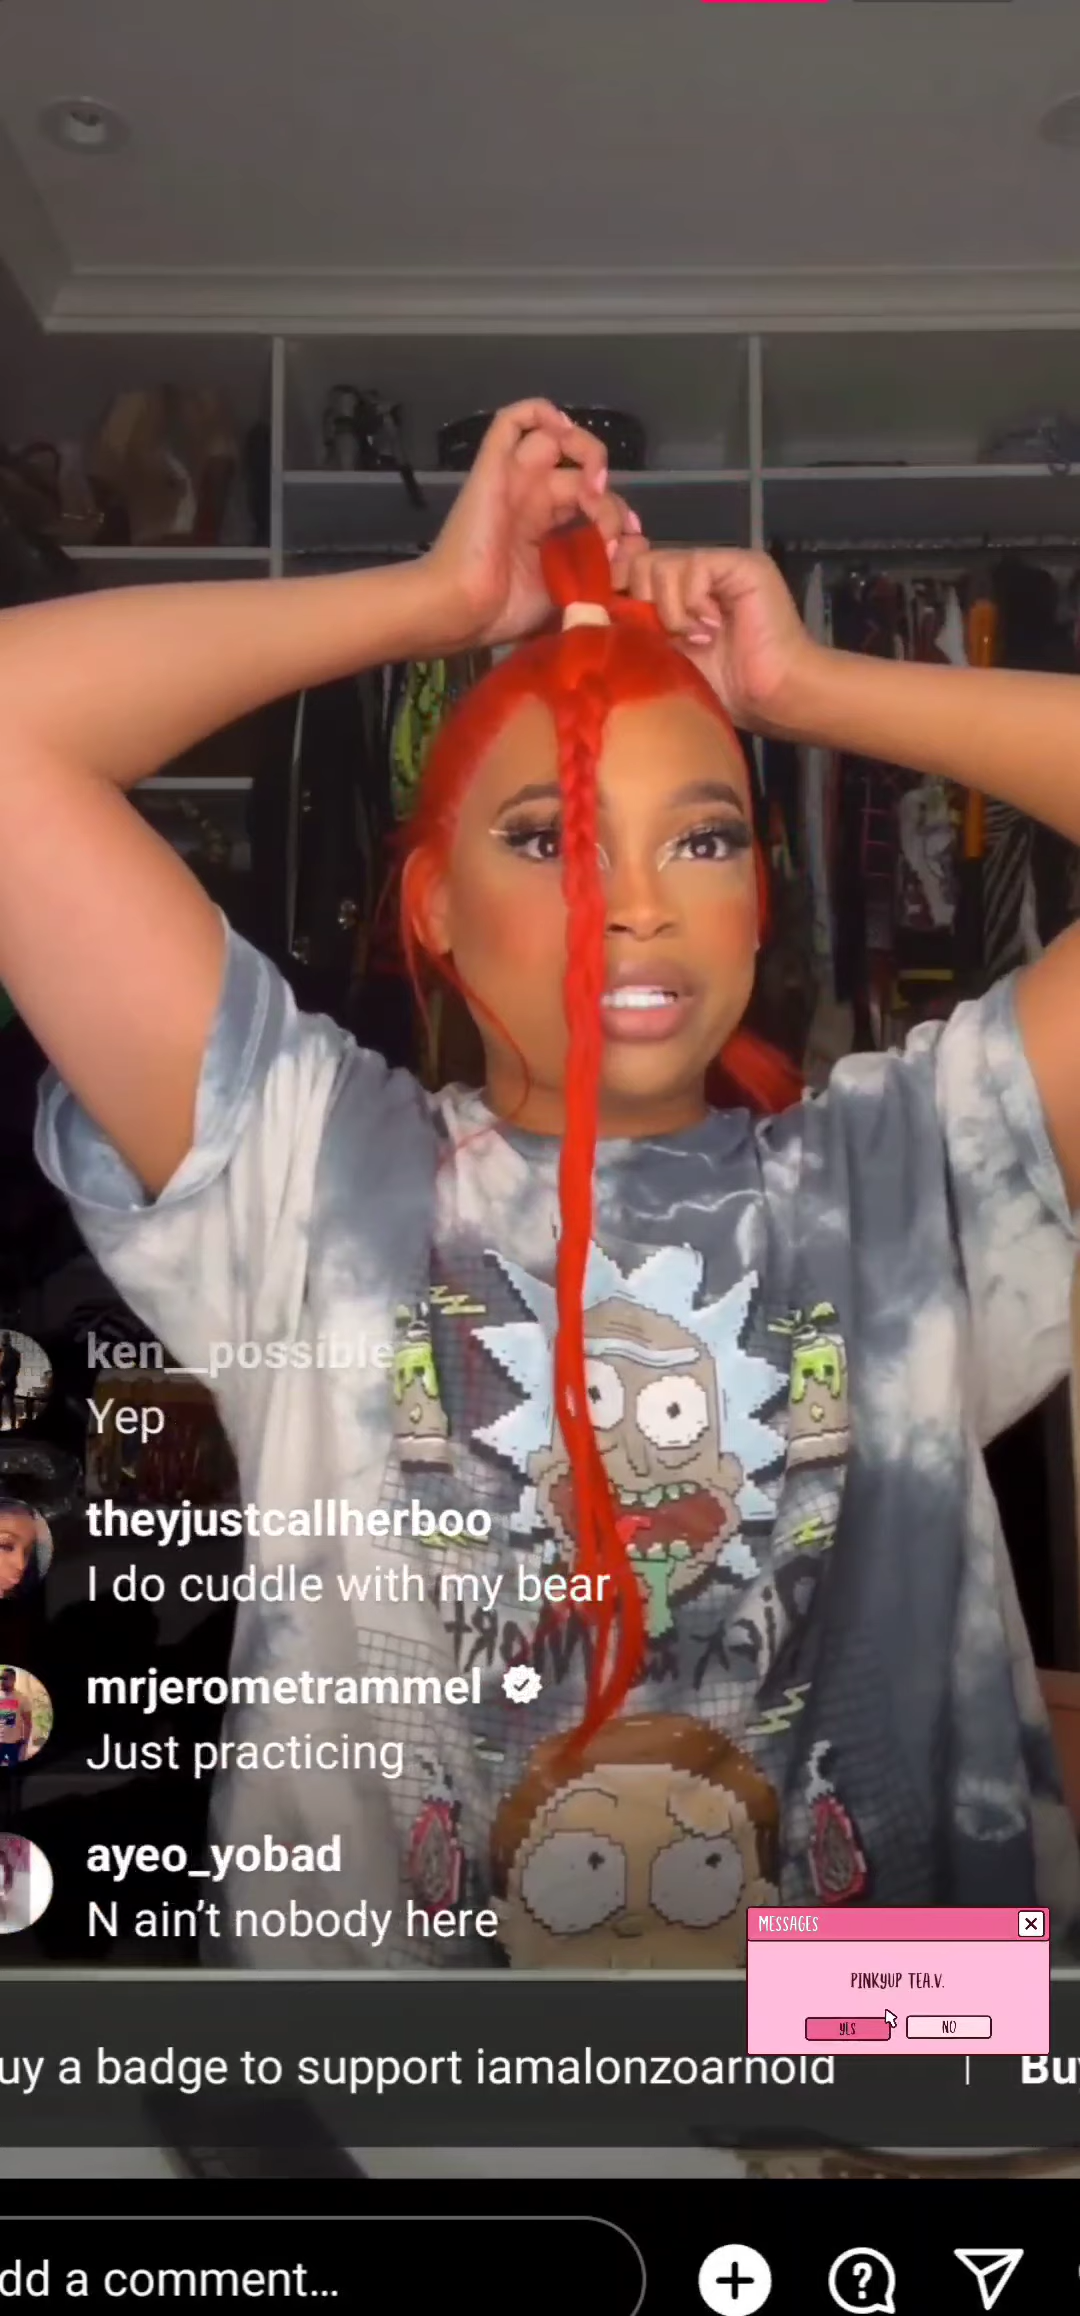 ken__possible
Yep
theyjustcallherboo
I do cuddle with my bear
mrjerometrammel
Just practicing
ayeo_yobad
N ain't nobody here
MESSAGES
PINKYUP TEA.V.
YES
NO
uy a badge to support iamalonzoarnold | Bu
dd a comment...